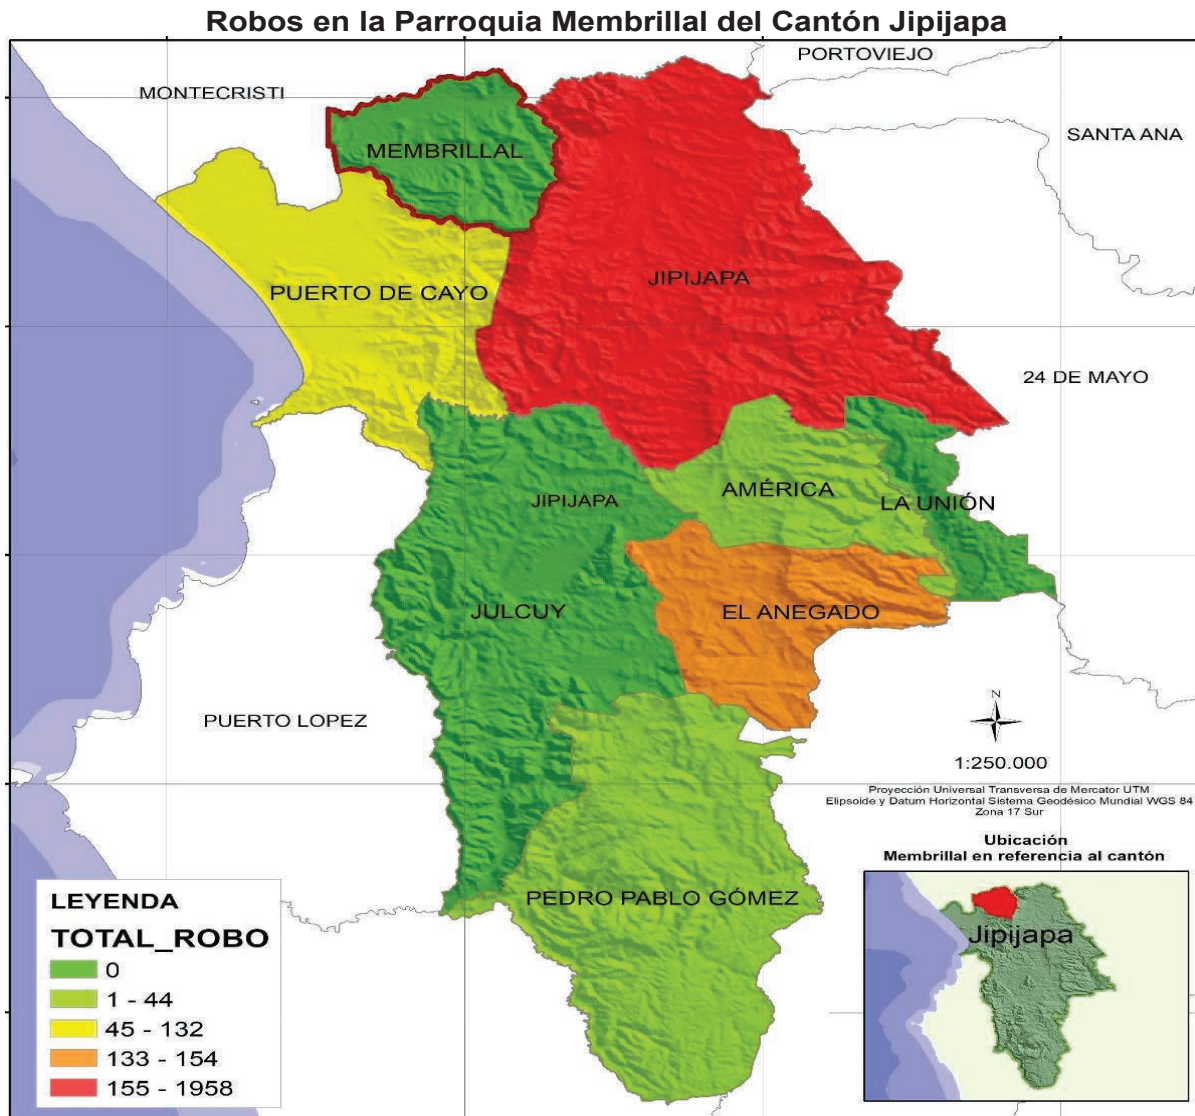 Robos en la Parroquia Membrillal del Cantón Jipijapa
PORTOVIEJO
MONTECRISTI
SANTA ANA
MEMBRILLAL
JIPIJAPA
PUERTO DE CAYO
24 DE MAYO
AMÉRICA
JIPIJAPA
LA UNIÓN
JULCUY
EL ANEGADO
PUERTO LOPEZ
N
1:250.000
Proyección Universal Transversa de Mercator UTM
Elipsoide y Datum Horizontal Sistema Geodésico Mundial WGS 84
Zona 17 Sur
Ubicación
Membrillal en referencia al cantón
Jipijapa
PEDRO PABLO GÓMEZ
LEYENDA
TOTAL_ROBO
0
1 - 44
45 - 132
133 - 154
155 - 1958